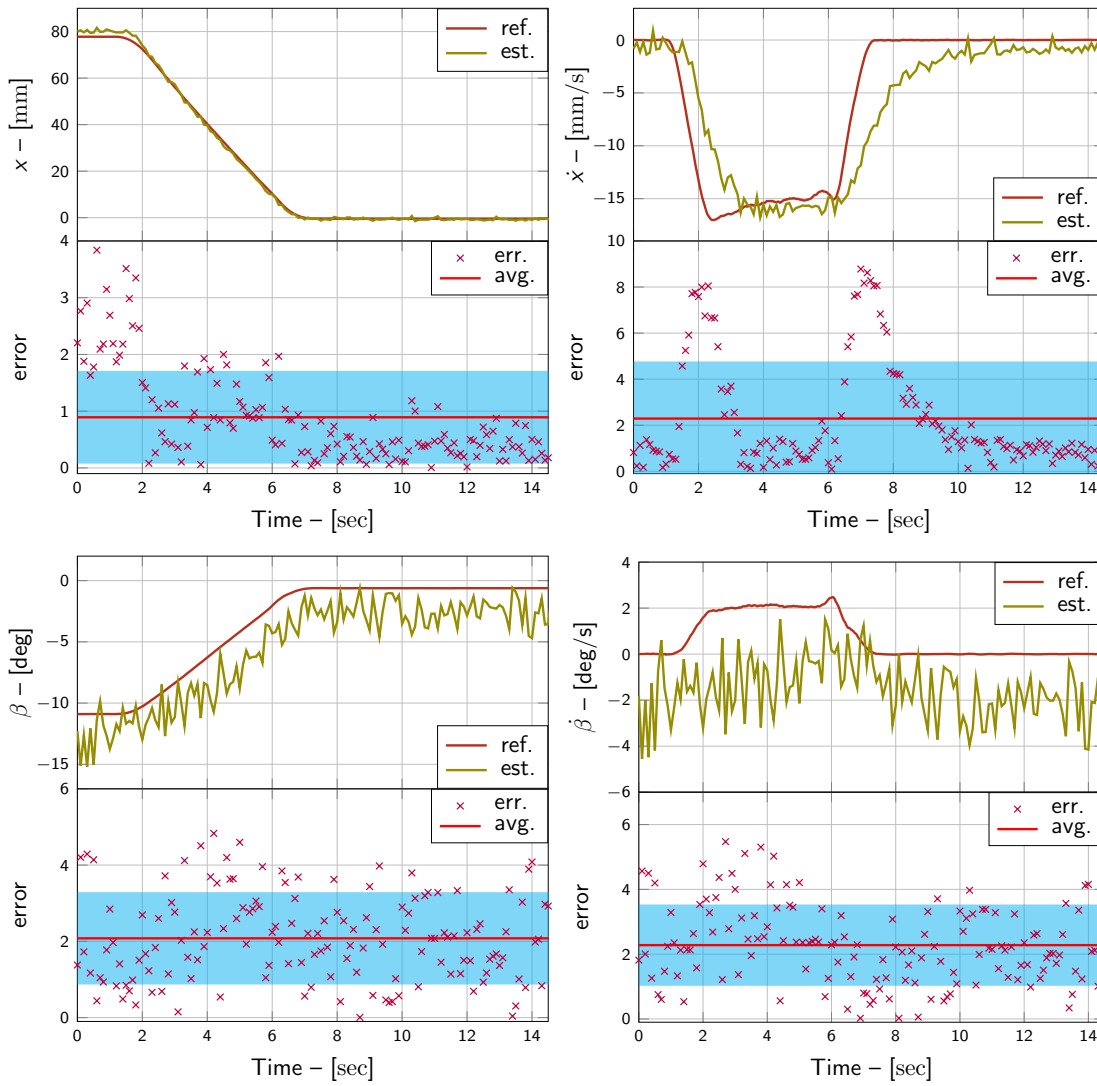 80
60
40
20
0
x – [mm]
ref.
est.
4
3
2
1
0
error
err.
avg.
0 2 4 6 8 10 12 14
Time – [sec]
0
−5
−10
−15
ẋ – [mm/s]
ref.
est.
10
8
6
4
2
0
error
err.
avg.
0 2 4 6 8 10 12 14
Time – [sec]
0
−5
−10
−15
β – [deg]
ref.
est.
6
4
2
0
error
err.
avg.
0 2 4 6 8 10 12 14
Time – [sec]
4
2
0
−2
−4
−6
β̇ – [deg/s]
ref.
est.
6
4
2
0
error
err.
avg.
0 2 4 6 8 10 12 14
Time – [sec]